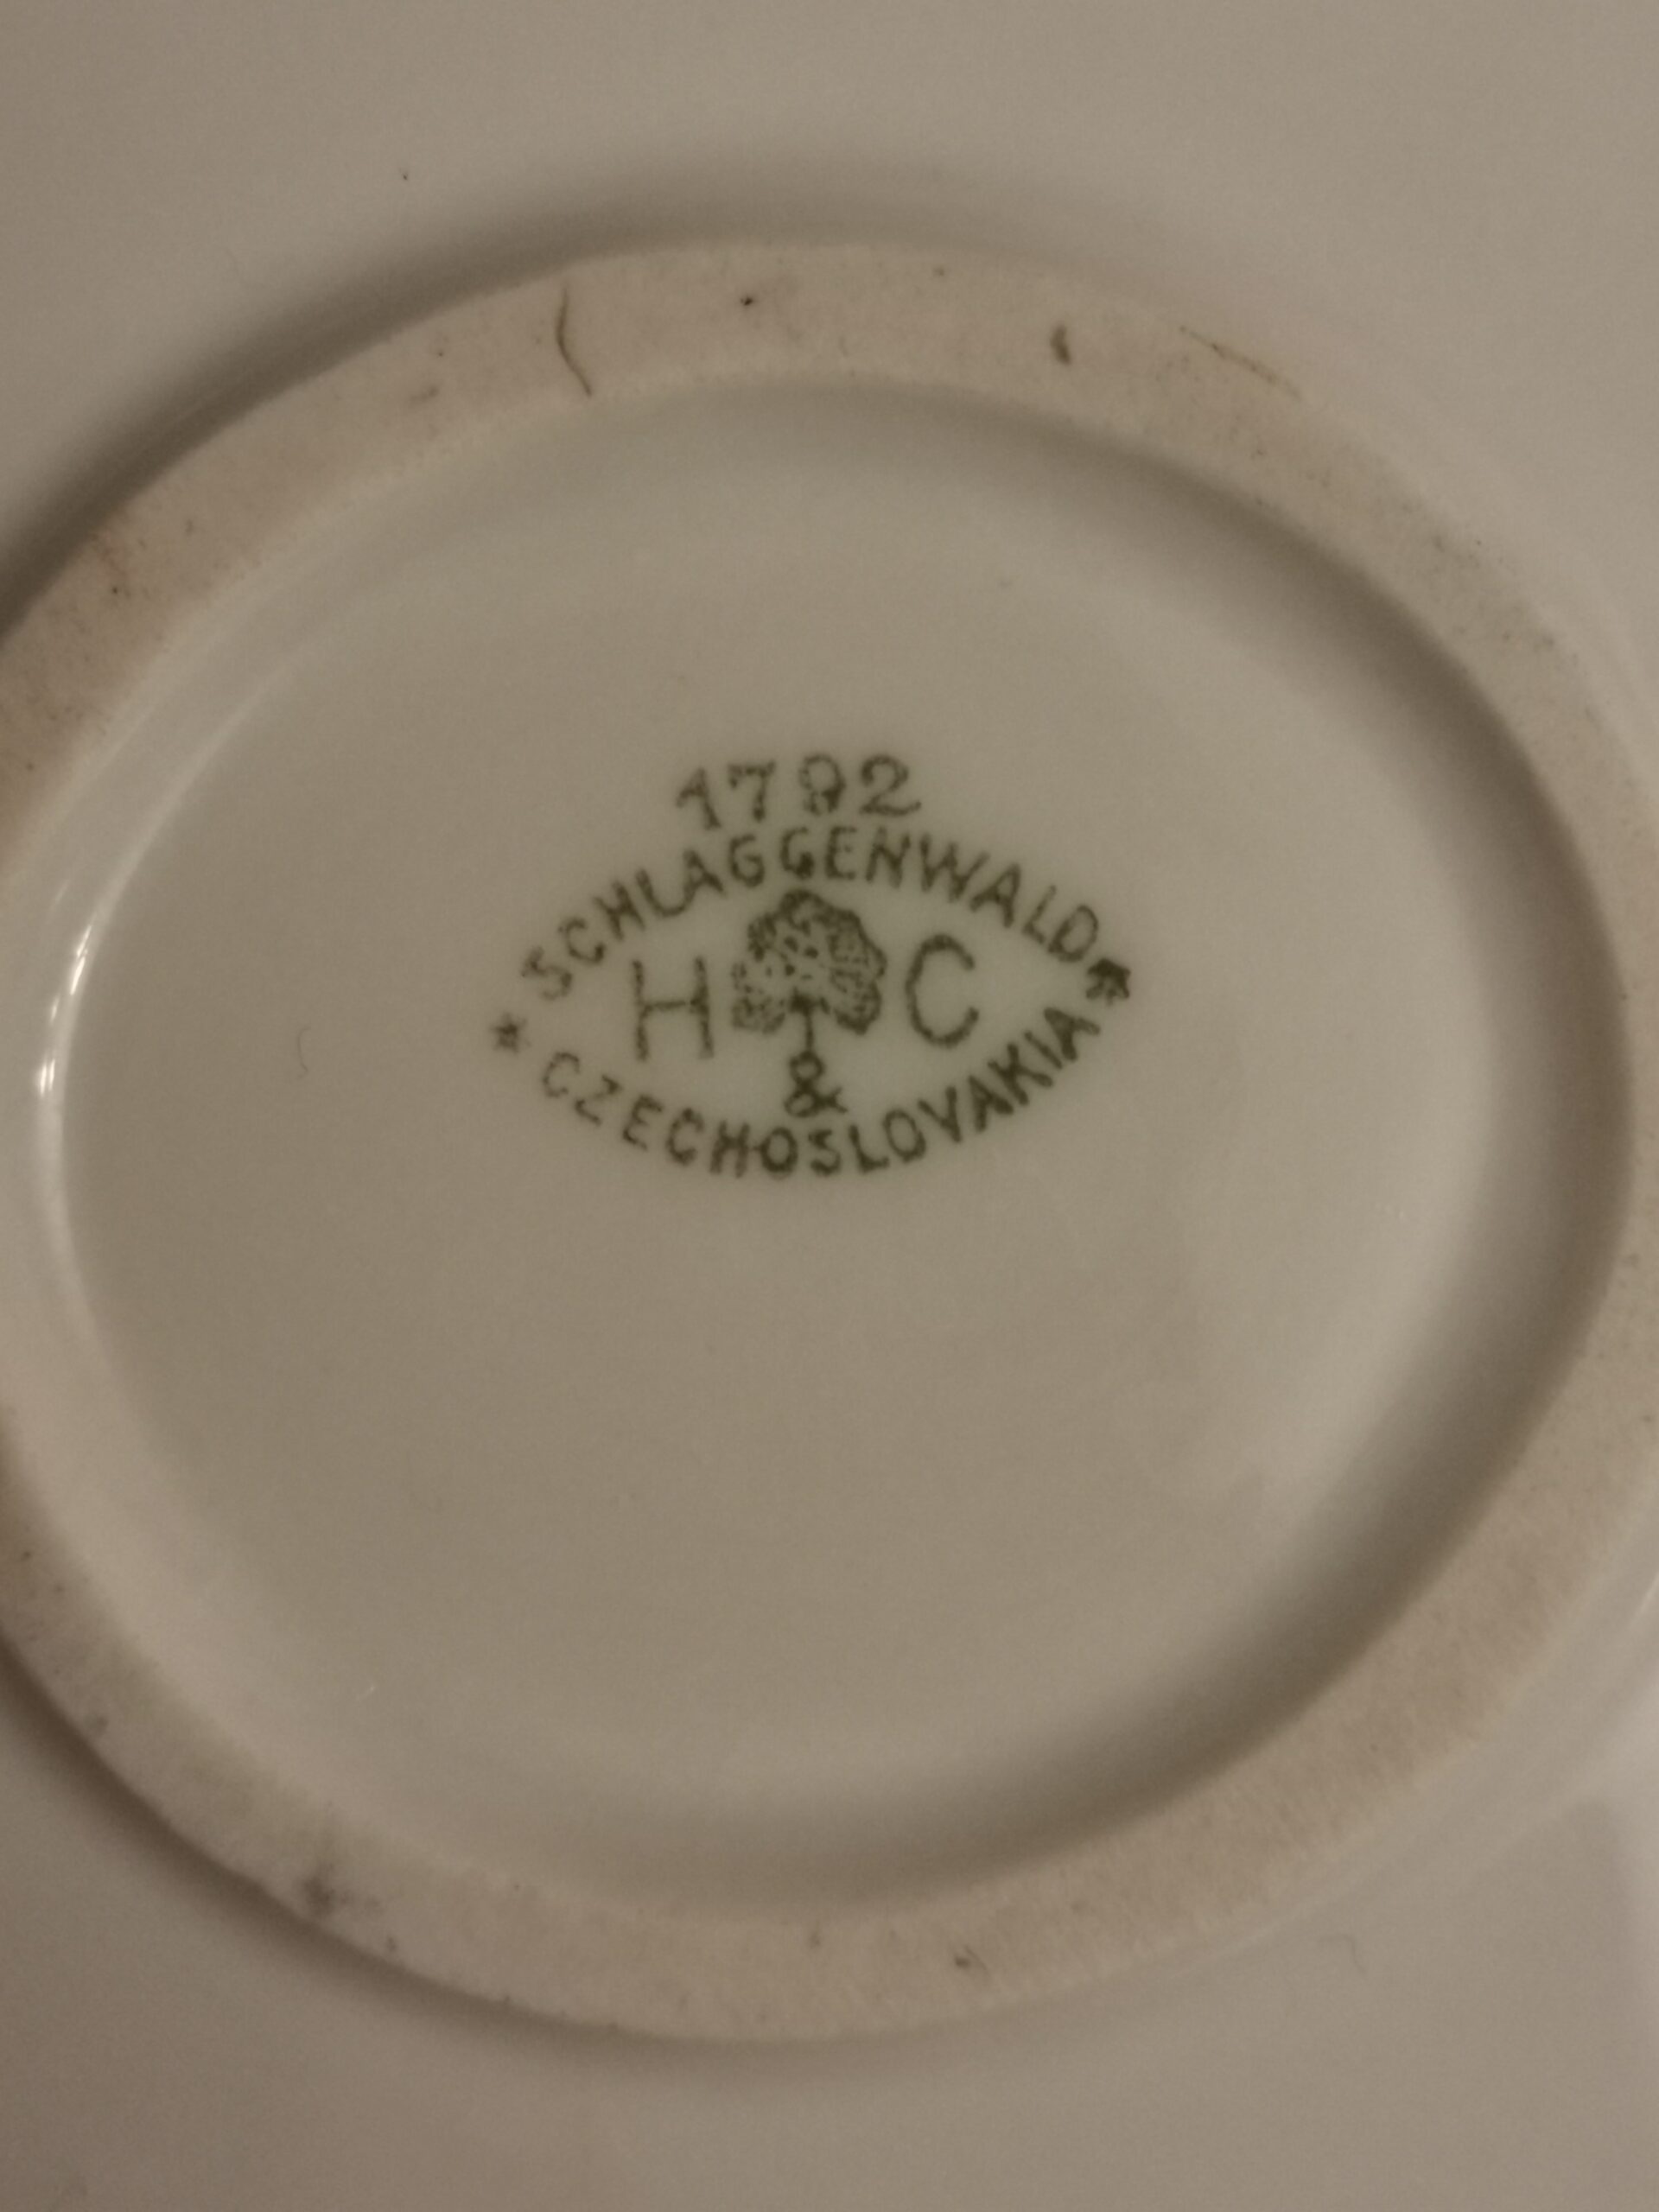 1792
SCHLAGGENWALD
H & C
CZECHOSLOVAKIA